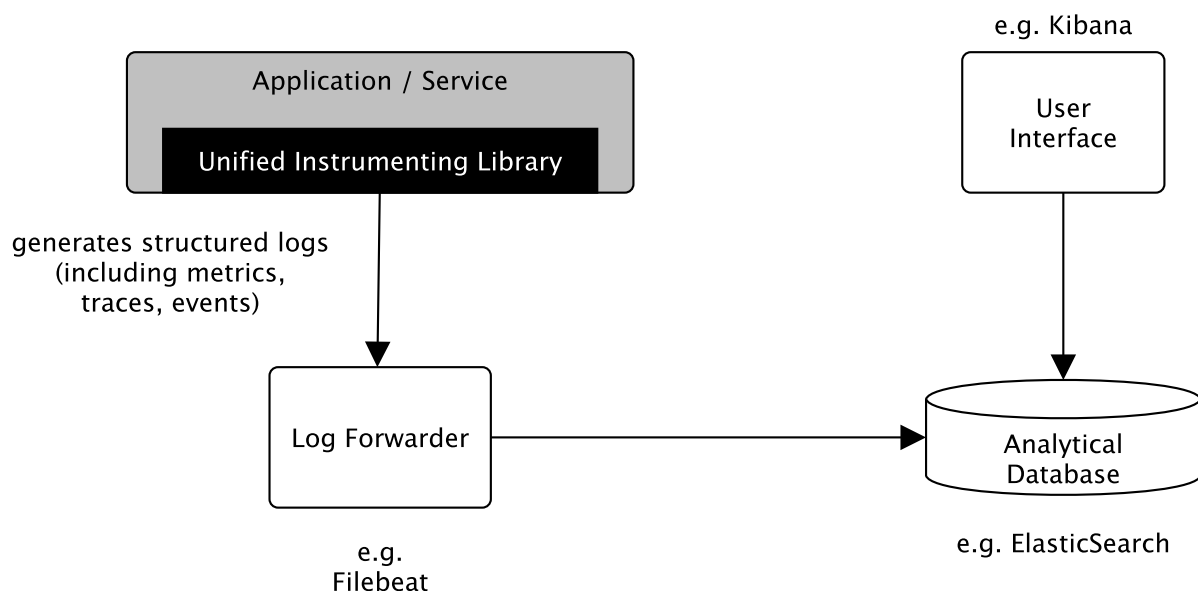 e.g. Kibana
Application / Service
Unified Instrumenting Library
User
Interface
generates structured logs
(including metrics,
traces, events)
Log Forwarder
Analytical
Database
e.g.
Filebeat
e.g. ElasticSearch